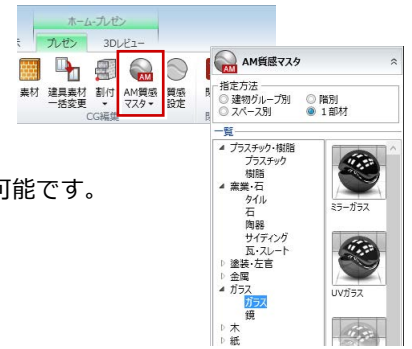 ホーム・プレゼン
プレゼン 3Dレビュー
素材 建具素材一括変更 割付 AM質感マスタ 質感設定
CG編集
可能です。
AM質感マスタ
指定方法
建物グループ別 階別
スペース別 1部材
一覧
プラスチック・樹脂
プラスチック
樹脂
窯業・石
タイル
石
陶器
サイディング
瓦・スレート
塗装・左官
金属
ガラス
ガラス
鏡
木
紙
ミラーガラス
UVガラス